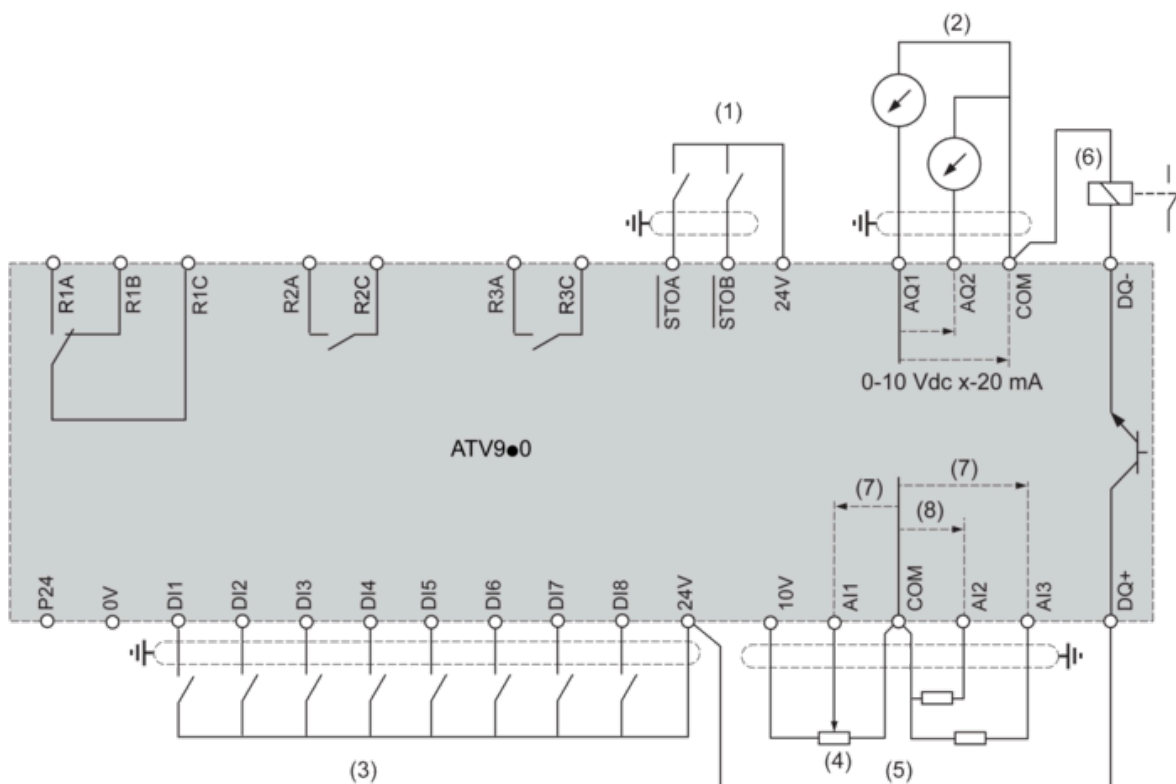 (2)
(1)
(6)
R1A
R1B
R1C
R2A
R2C
R3A
R3C
STOA
STOB
24V
AQ1
AQ2
COM
DQ-
0-10 Vdc x-20 mA
ATV9●0
(7)
(7)
(8)
P24
0V
DI1
DI2
DI3
DI4
DI5
DI6
DI7
DI8
24V
10V
AI1
COM
AI2
AI3
DQ+
(3)
(4)
(5)